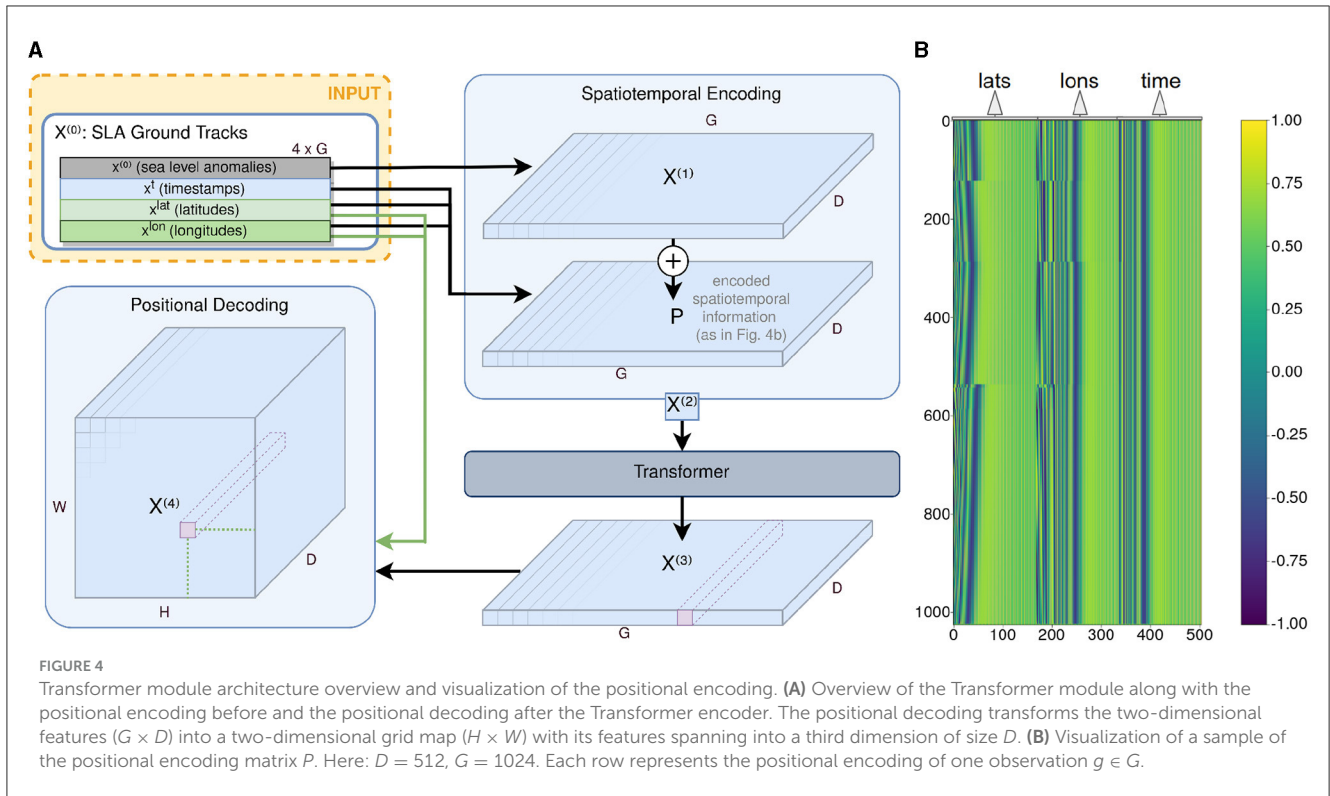 A
INPUT
X(0): SLA Ground Tracks
4 x G
x(0) (sea level anomalies)
xt (timestamps)
xlat (latitudes)
xlon (longitudes)
Spatiotemporal Encoding
G
X(1)
D
+
encoded
spatiotemporal
information
(as in Fig. 4b)
P
D
G
X(2)
Transformer
X(3)
D
G
Positional Decoding
X(4)
W
D
H
B
lats lons time
0
200
400
600
800
1000
0 100 200 300 400 500
1.00
0.75
0.50
0.25
0.00
-0.25
-0.50
-0.75
-1.00
FIGURE 4
Transformer module architecture overview and visualization of the positional encoding. (A) Overview of the Transformer module along with the
positional encoding before and the positional decoding after the Transformer encoder. The positional decoding transforms the two-dimensional
features (G × D) into a two-dimensional grid map (H × W) with its features spanning into a third dimension of size D. (B) Visualization of a sample of
the positional encoding matrix P. Here: D = 512, G = 1024. Each row represents the positional encoding of one observation g ∈ G.